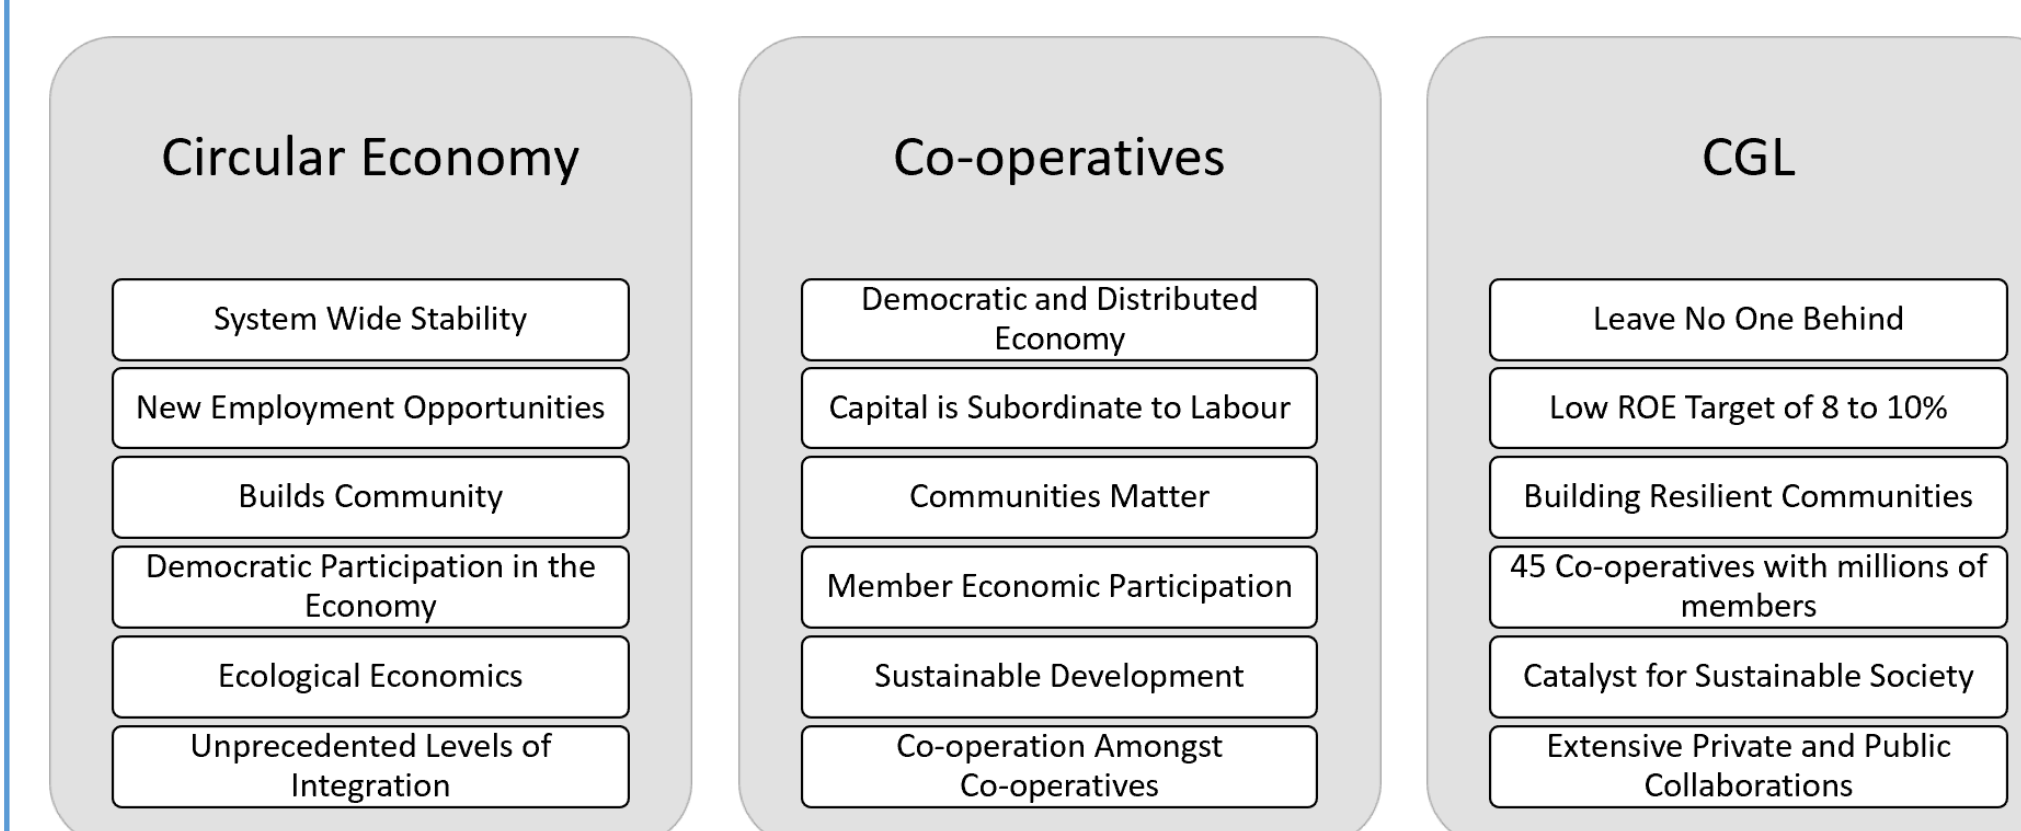 Circular Economy
System Wide Stability
New Employment Opportunities
Builds Community
Democratic Participation in the
Economy
Ecological Economics
Unprecedented Levels of
Integration
Co-operatives
Democratic and Distributed
Economy
Capital is Subordinate to Labour
Communities Matter
Member Economic Participation
Sustainable Development
Co-operation Amongst
Co-operatives
CGL
Leave No One Behind
Low ROE Target of 8 to 10%
Building Resilient Communities
45 Co-operatives with millions of
members
Catalyst for Sustainable Society
Extensive Private and Public
Collaborations